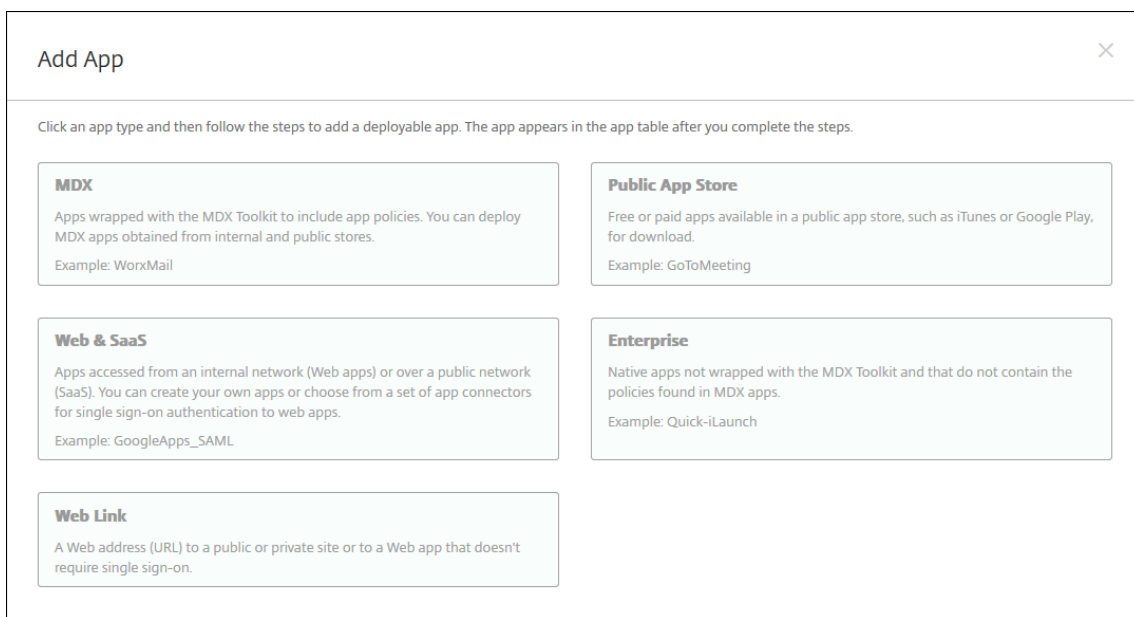 Add App
Click an app type and then follow the steps to add a deployable app. The app appears in the app table after you complete the steps.
MDX
Apps wrapped with the MDX Toolkit to include app policies. You can deploy
MDX apps obtained from internal and public stores.
Example: WorxMail
Public App Store
Free or paid apps available in a public app store, such as iTunes or Google Play,
for download.
Example: GoToMeeting
Web & SaaS
Apps accessed from an internal network (Web apps) or over a public network
(SaaS). You can create your own apps or choose from a set of app connectors
for single sign-on authentication to web apps.
Example: GoogleApps_SAML
Enterprise
Native apps not wrapped with the MDX Toolkit and that do not contain the
policies found in MDX apps.
Example: Quick-iLaunch
Web Link
A Web address (URL) to a public or private site or to a Web app that doesn't
require single sign-on.